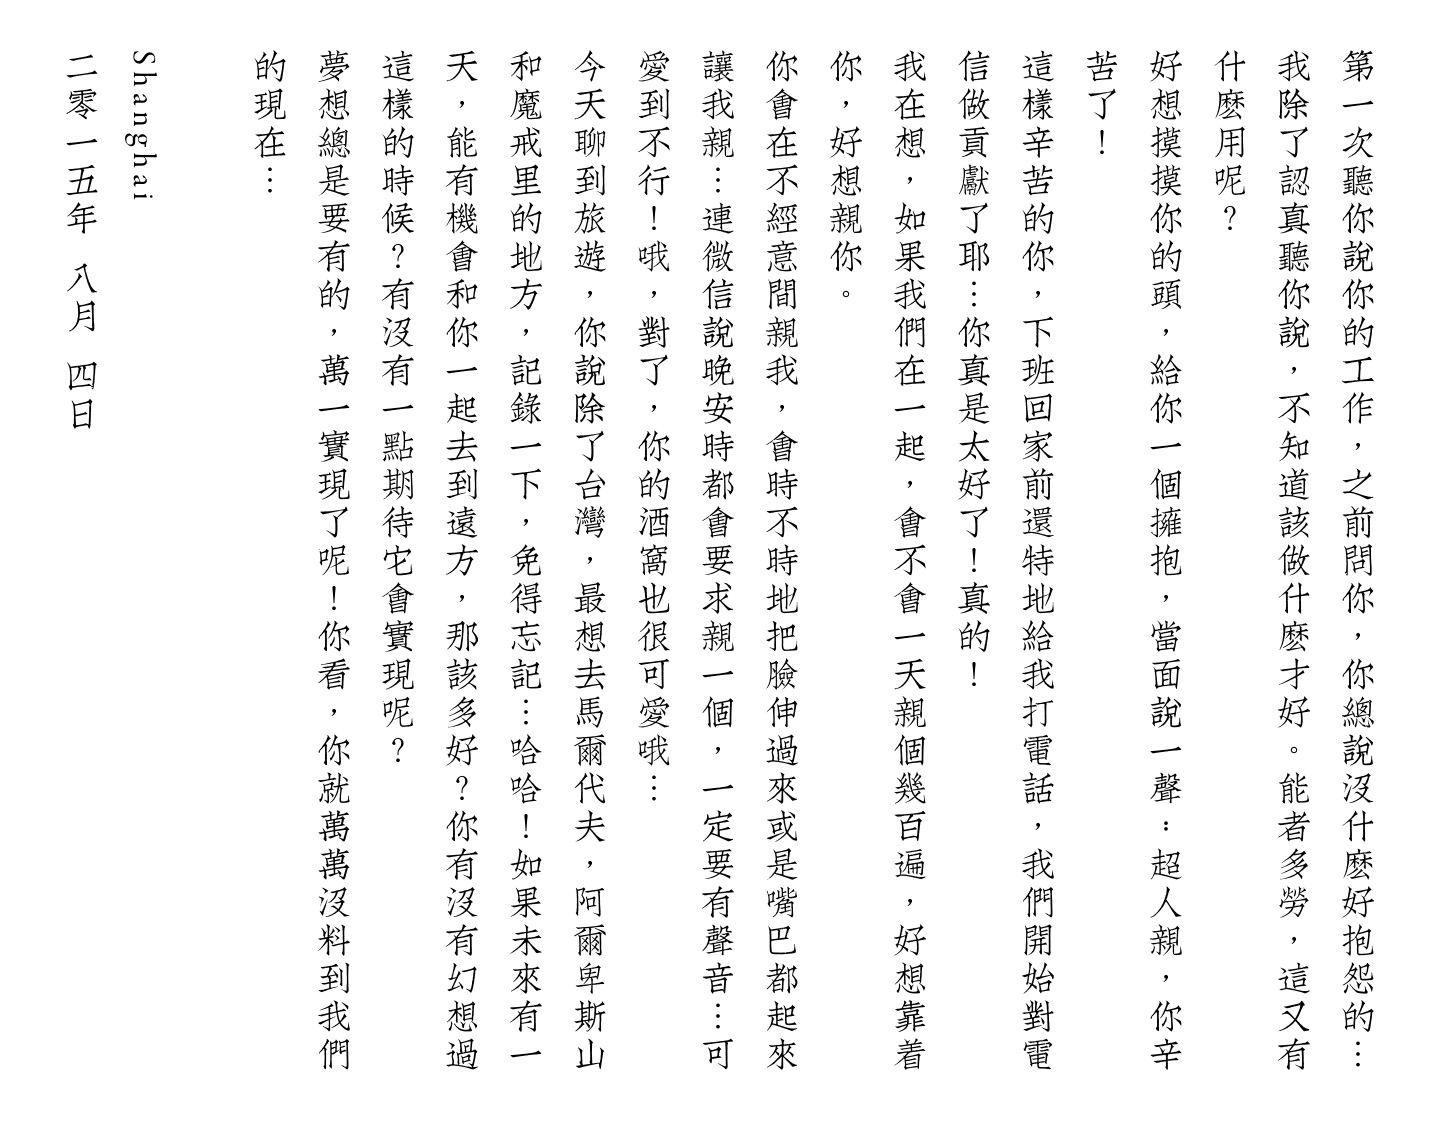 第一次聽你說你的工作，之前問你，你總說沒什麼好抱怨的…
我除了認真聽你說，不知道該做什麼才好。能者多勞，這又有
什麼用呢？
好想摸摸你的頭，給你一個擁抱，當面說一聲：超人親，你辛
苦了！
這樣辛苦的你，下班回家前還特地給我打電話，我們開始對電
信做貢獻了耶…你真是太好了！真的！
我在想，如果我們在一起，會不會一天親個幾百遍，好想靠着
你，好想親你。
你會在不經意間親我，會時不時地把臉伸過來或是嘴巴都起來
讓我親…連微信說晚安時都會要求親一個，一定要有聲音…可
愛到不行！哦，對了，你的酒窩也很可愛哦…
今天聊到旅遊，你說除了台灣，最想去馬爾代夫，阿爾卑斯山
和魔戒里的地方，記錄一下，免得忘記…哈哈！如果未來有一
天，能有機會和你一起去到遠方，那該多好？你有沒有幻想過
這樣的時候？有沒有一點期待它會實現呢？
夢想總是要有的，萬一實現了呢！你看，你就萬萬沒料到我們
的現在…
Shanghai
二零一五年 八月 四日